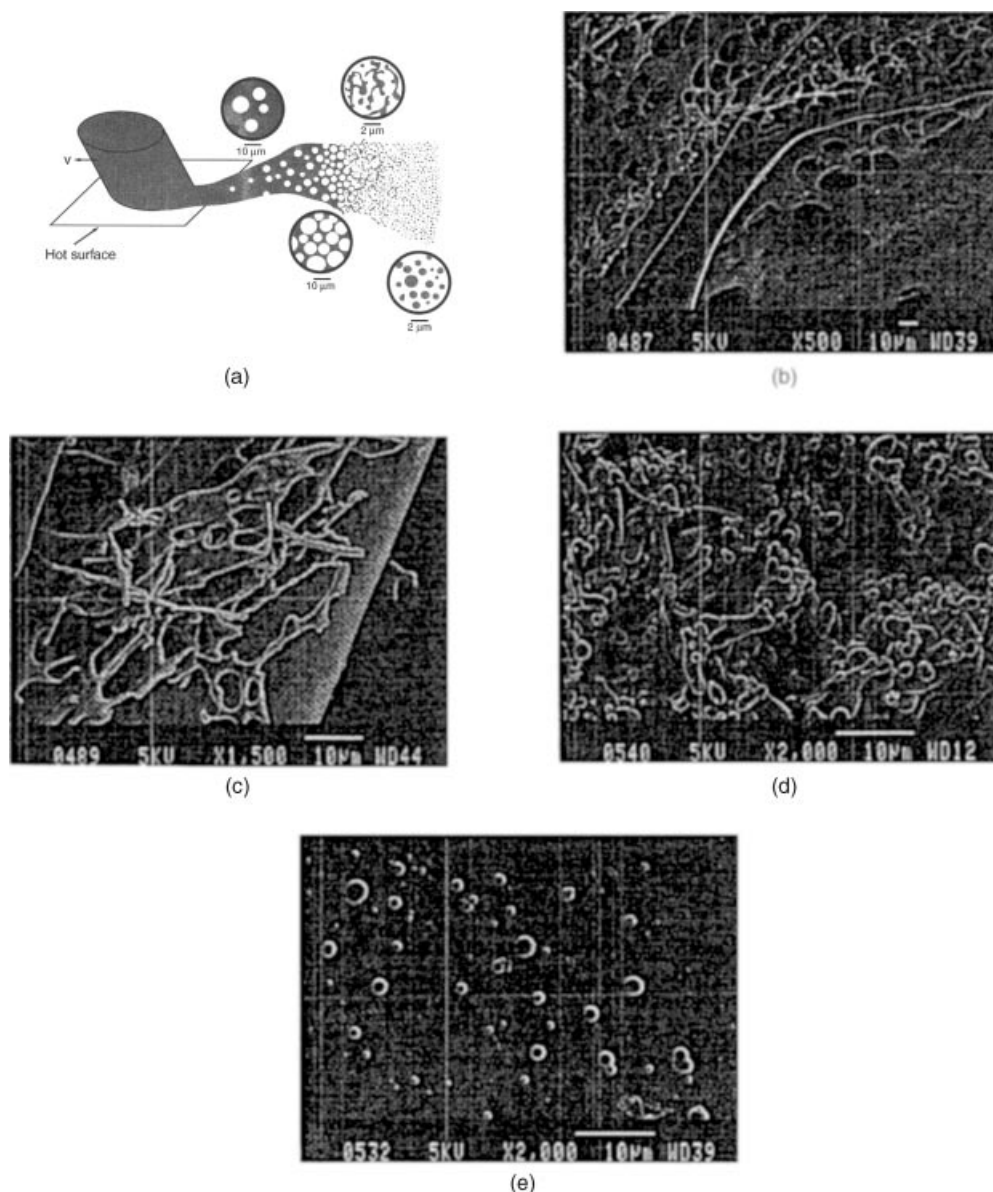 10 μm
2 μm
V
Hot surface
10 μm
2 μm
(a)
0487 5KV X500 10μm WD39
(b)
0489 5KV X1,500 10μm WD44
(c)
0540 5KV X2,000 10μm WD12
(d)
0532 5KV X2,000 10μm WD39
(e)